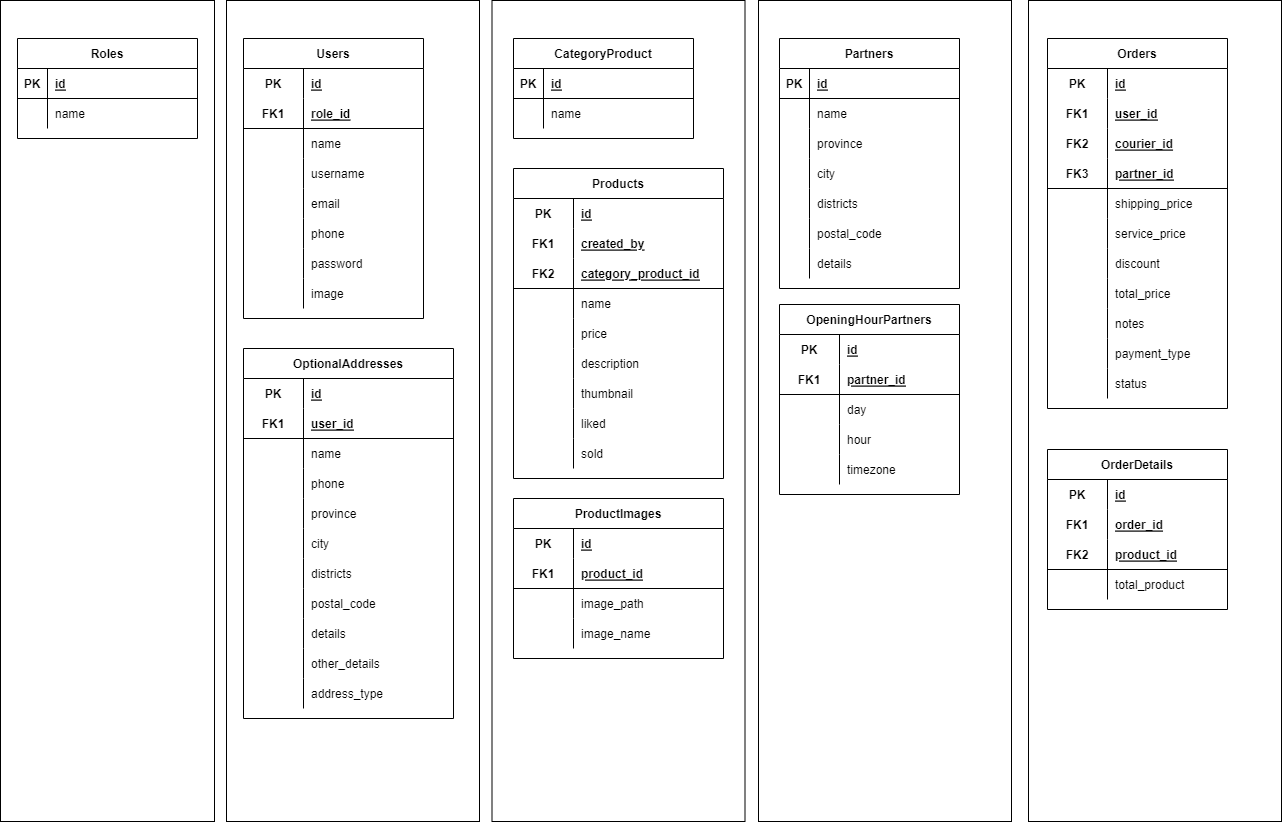 Roles
PK id
name
Users
PK id
FK1 role_id
name
username
email
phone
password
image
OptionalAddresses
PK id
FK1 user_id
name
phone
province
city
districts
postal_code
details
other_details
address_type
CategoryProduct
PK id
name
Products
PK id
FK1 created_by
FK2 category_product_id
name
price
description
thumbnail
liked
sold
ProductImages
PK id
FK1 product_id
image_path
image_name
Partners
PK id
name
province
city
districts
postal_code
details
OpeningHourPartners
PK id
FK1 partner_id
day
hour
timezone
Orders
PK id
FK1 user_id
FK2 courier_id
FK3 partner_id
shipping_price
service_price
discount
total_price
notes
payment_type
status
OrderDetails
PK id
FK1 order_id
FK2 product_id
total_product